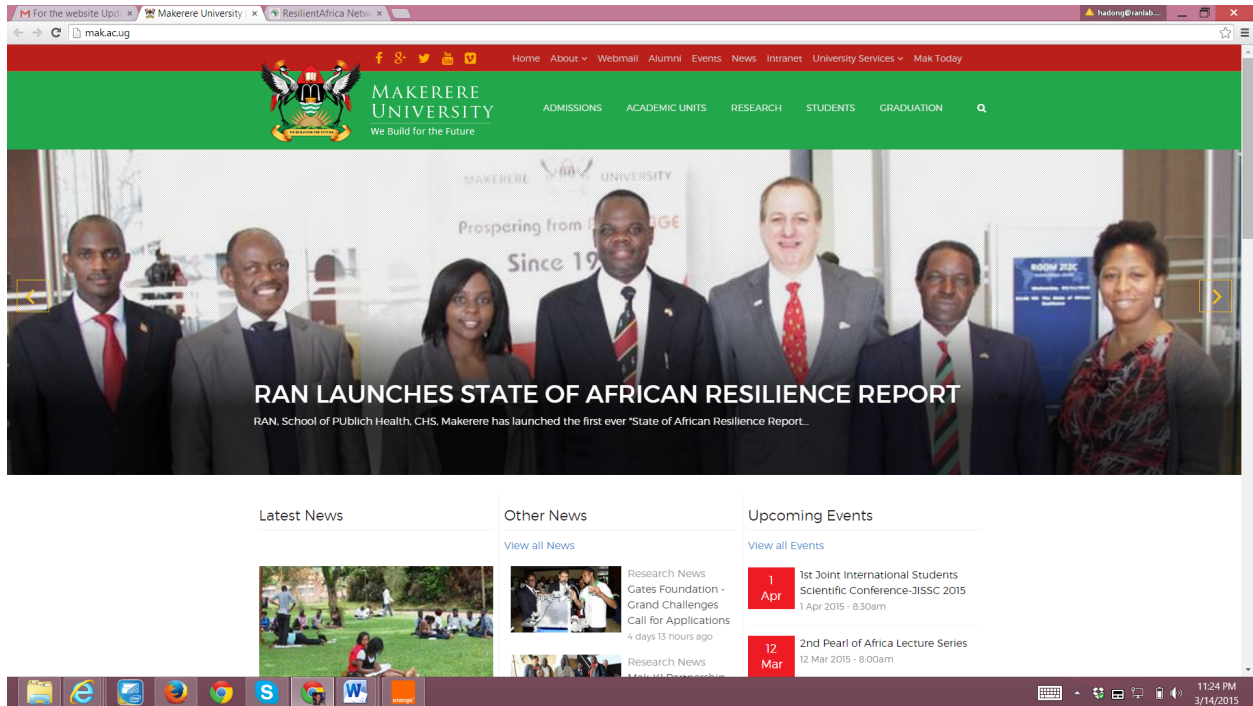 For the website Upd
Makerere University |
ResilientAfrica Netw
hadong@ranlab...
mak.ac.ug
Home About Webmail Alumni Events News Intranet University Services Mak Today
MAKERERE
UNIVERSITY
We Build for the Future
ADMISSIONS ACADEMIC UNITS RESEARCH STUDENTS GRADUATION
MAKERERE UNIVERSITY
Prospering from
Since 19
ROOM 212C
RAN LAUNCHES STATE OF AFRICAN RESILIENCE REPORT
RAN, School of PUblich Health, CHS, Makerere has launched the first ever "State of African Resilience Report...
Latest News
Other News
View all News
Research News
Gates Foundation -
Grand Challenges
Call for Applications
4 days 13 hours ago
Research News
Upcoming Events
View all Events
1
Apr
1st Joint International Students
Scientific Conference-JISSC 2015
1 Apr 2015 - 8:30am
12
Mar
2nd Pearl of Africa Lecture Series
12 Mar 2015 - 8:00am
orange
11:24 PM
3/14/2015